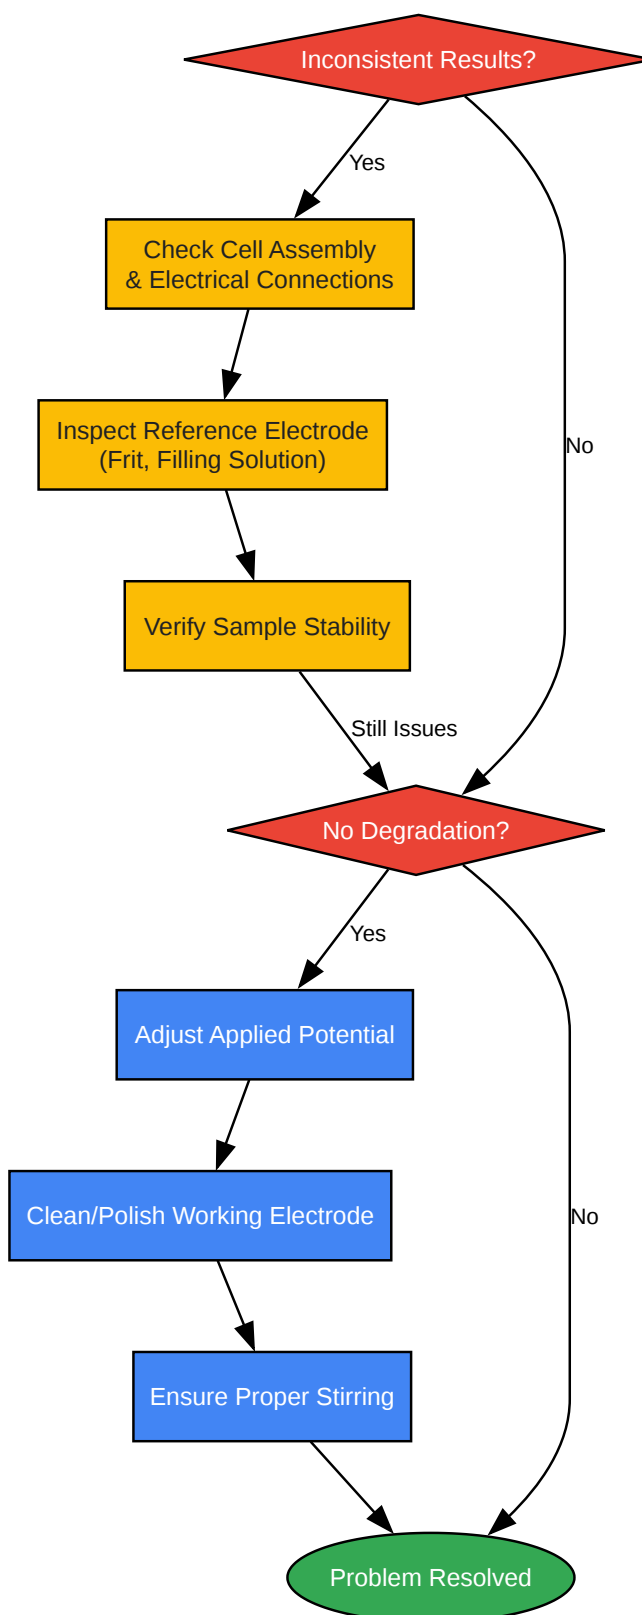 Inconsistent Results?
Yes
Check Cell Assembly
& Electrical Connections
Inspect Reference Electrode
(Frit, Filling Solution)
No
Verify Sample Stability
Still Issues
No Degradation?
Yes
Adjust Applied Potential
Clean/Polish Working Electrode
No
Ensure Proper Stirring
Problem Resolved